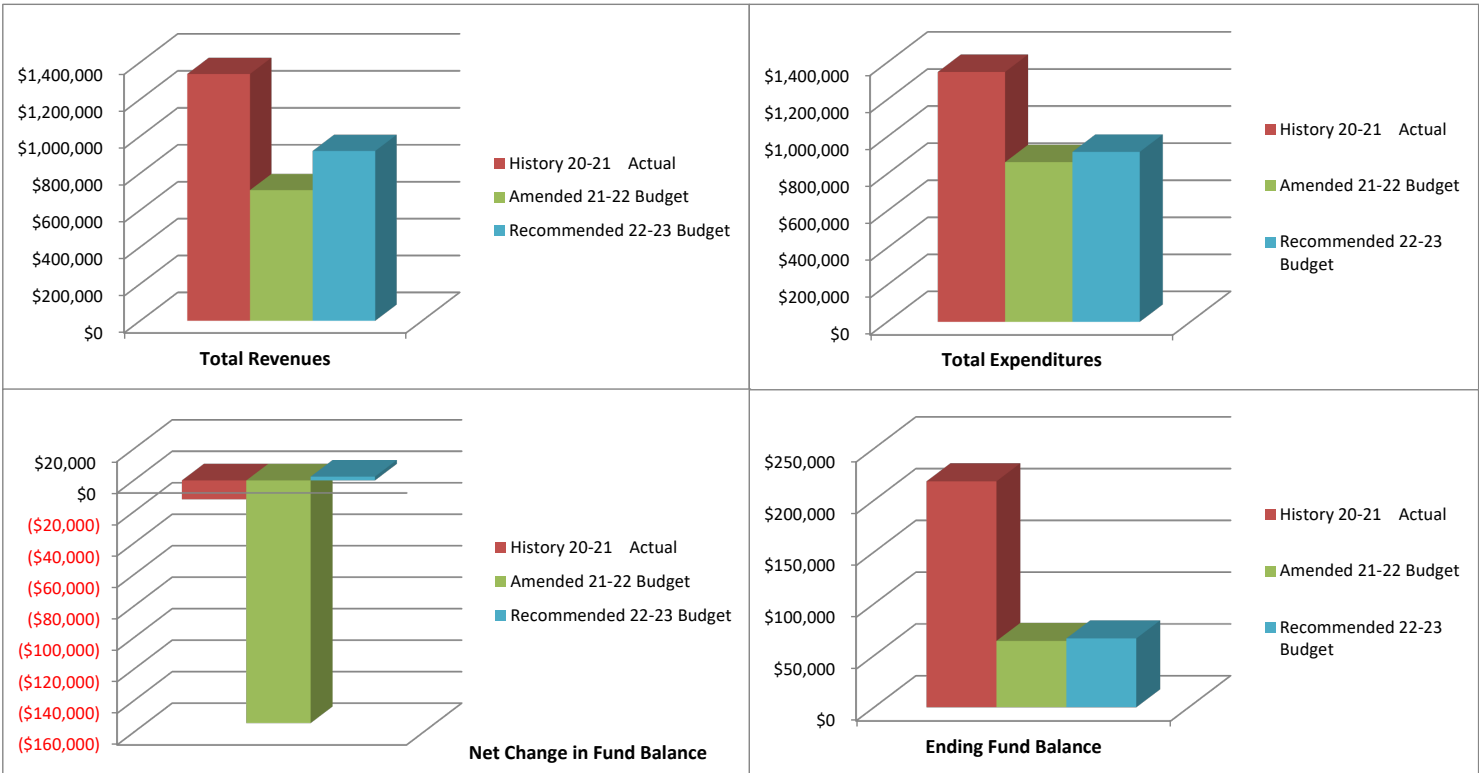 $1,400,000
$1,200,000
$1,000,000
$800,000
$600,000
$400,000
$200,000
$0
Total Revenues
History 20-21 Actual
Amended 21-22 Budget
Recommended 22-23 Budget
$1,400,000
$1,200,000
$1,000,000
$800,000
$600,000
$400,000
$200,000
$0
Total Expenditures
History 20-21 Actual
Amended 21-22 Budget
Recommended 22-23
Budget
$20,000
$0
($20,000)
($40,000)
($60,000)
($80,000)
($100,000)
($120,000)
($140,000)
($160,000)
History 20-21 Actual
Amended 21-22 Budget
Recommended 22-23 Budget
Net Change in Fund Balance
$250,000
$200,000
$150,000
$100,000
$50,000
$0
Ending Fund Balance
History 20-21 Actual
Amended 21-22 Budget
Recommended 22-23
Budget